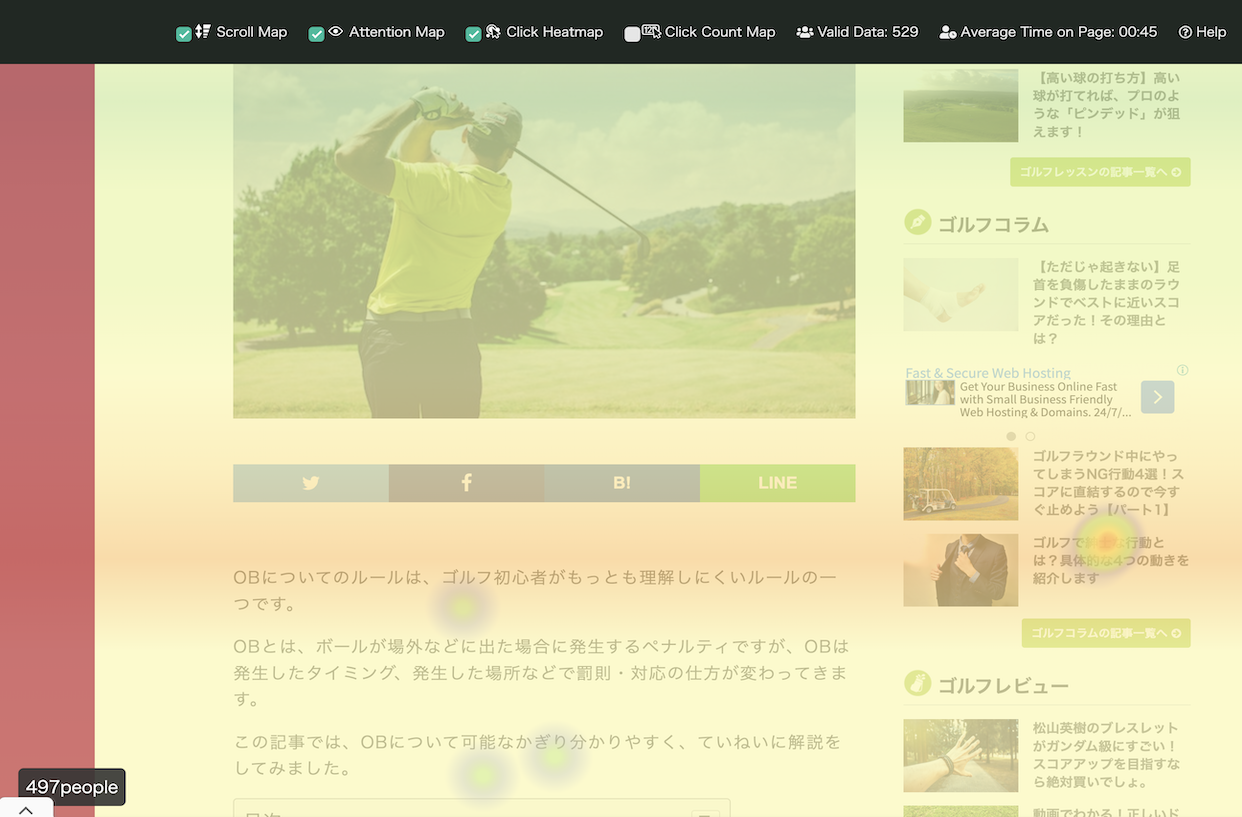 Scroll Map
Attention Map
Click Heatmap
Click Count Map
Valid Data: 529
Average Time on Page: 00:45
Help
LINE
B!
OBについてのルールは、ゴルフ初心者がもっとも理解しにくいルールの一
つです。
OBとは、ボールが場外などに出た場合に発生するペナルティですが、OBは
発生したタイミング、発生した場所などで罰則・対応の仕方が変わってきま
す。
この記事では、OBについて可能なかぎり分かりやすく、ていねいに解説を
してみました。
目次
497people
【高い球の打ち方】高い
球が打てれば、プロのよ
うな「ピンデッド」が狙
えます！
ゴルフレッスンの記事一覧へ
ゴルフコラム
【ただじゃ起きない】足
首を負傷したままのラウ
ンドでベストに近いスコ
アだった！その理由と
は？
Fast & Secure Web Hosting
Get Your Business Online Fast
with Small Business Friendly
Web Hosting & Domains. 24/7/...
ゴルフラウンド中にやっ
てしまうNG行動4選！ス
コアに直結するので今す
ぐ止めよう【パート1】
ゴルフで 行動と
は？具体的な4つの動きを
紹介します
ゴルフコラムの記事一覧へ
ゴルフレビュー
松山英樹のブレスレット
がガンダム級にすごい！
スコアアップを目指すな
ら絶対買いでしょ。
動画でわかる！正しいド